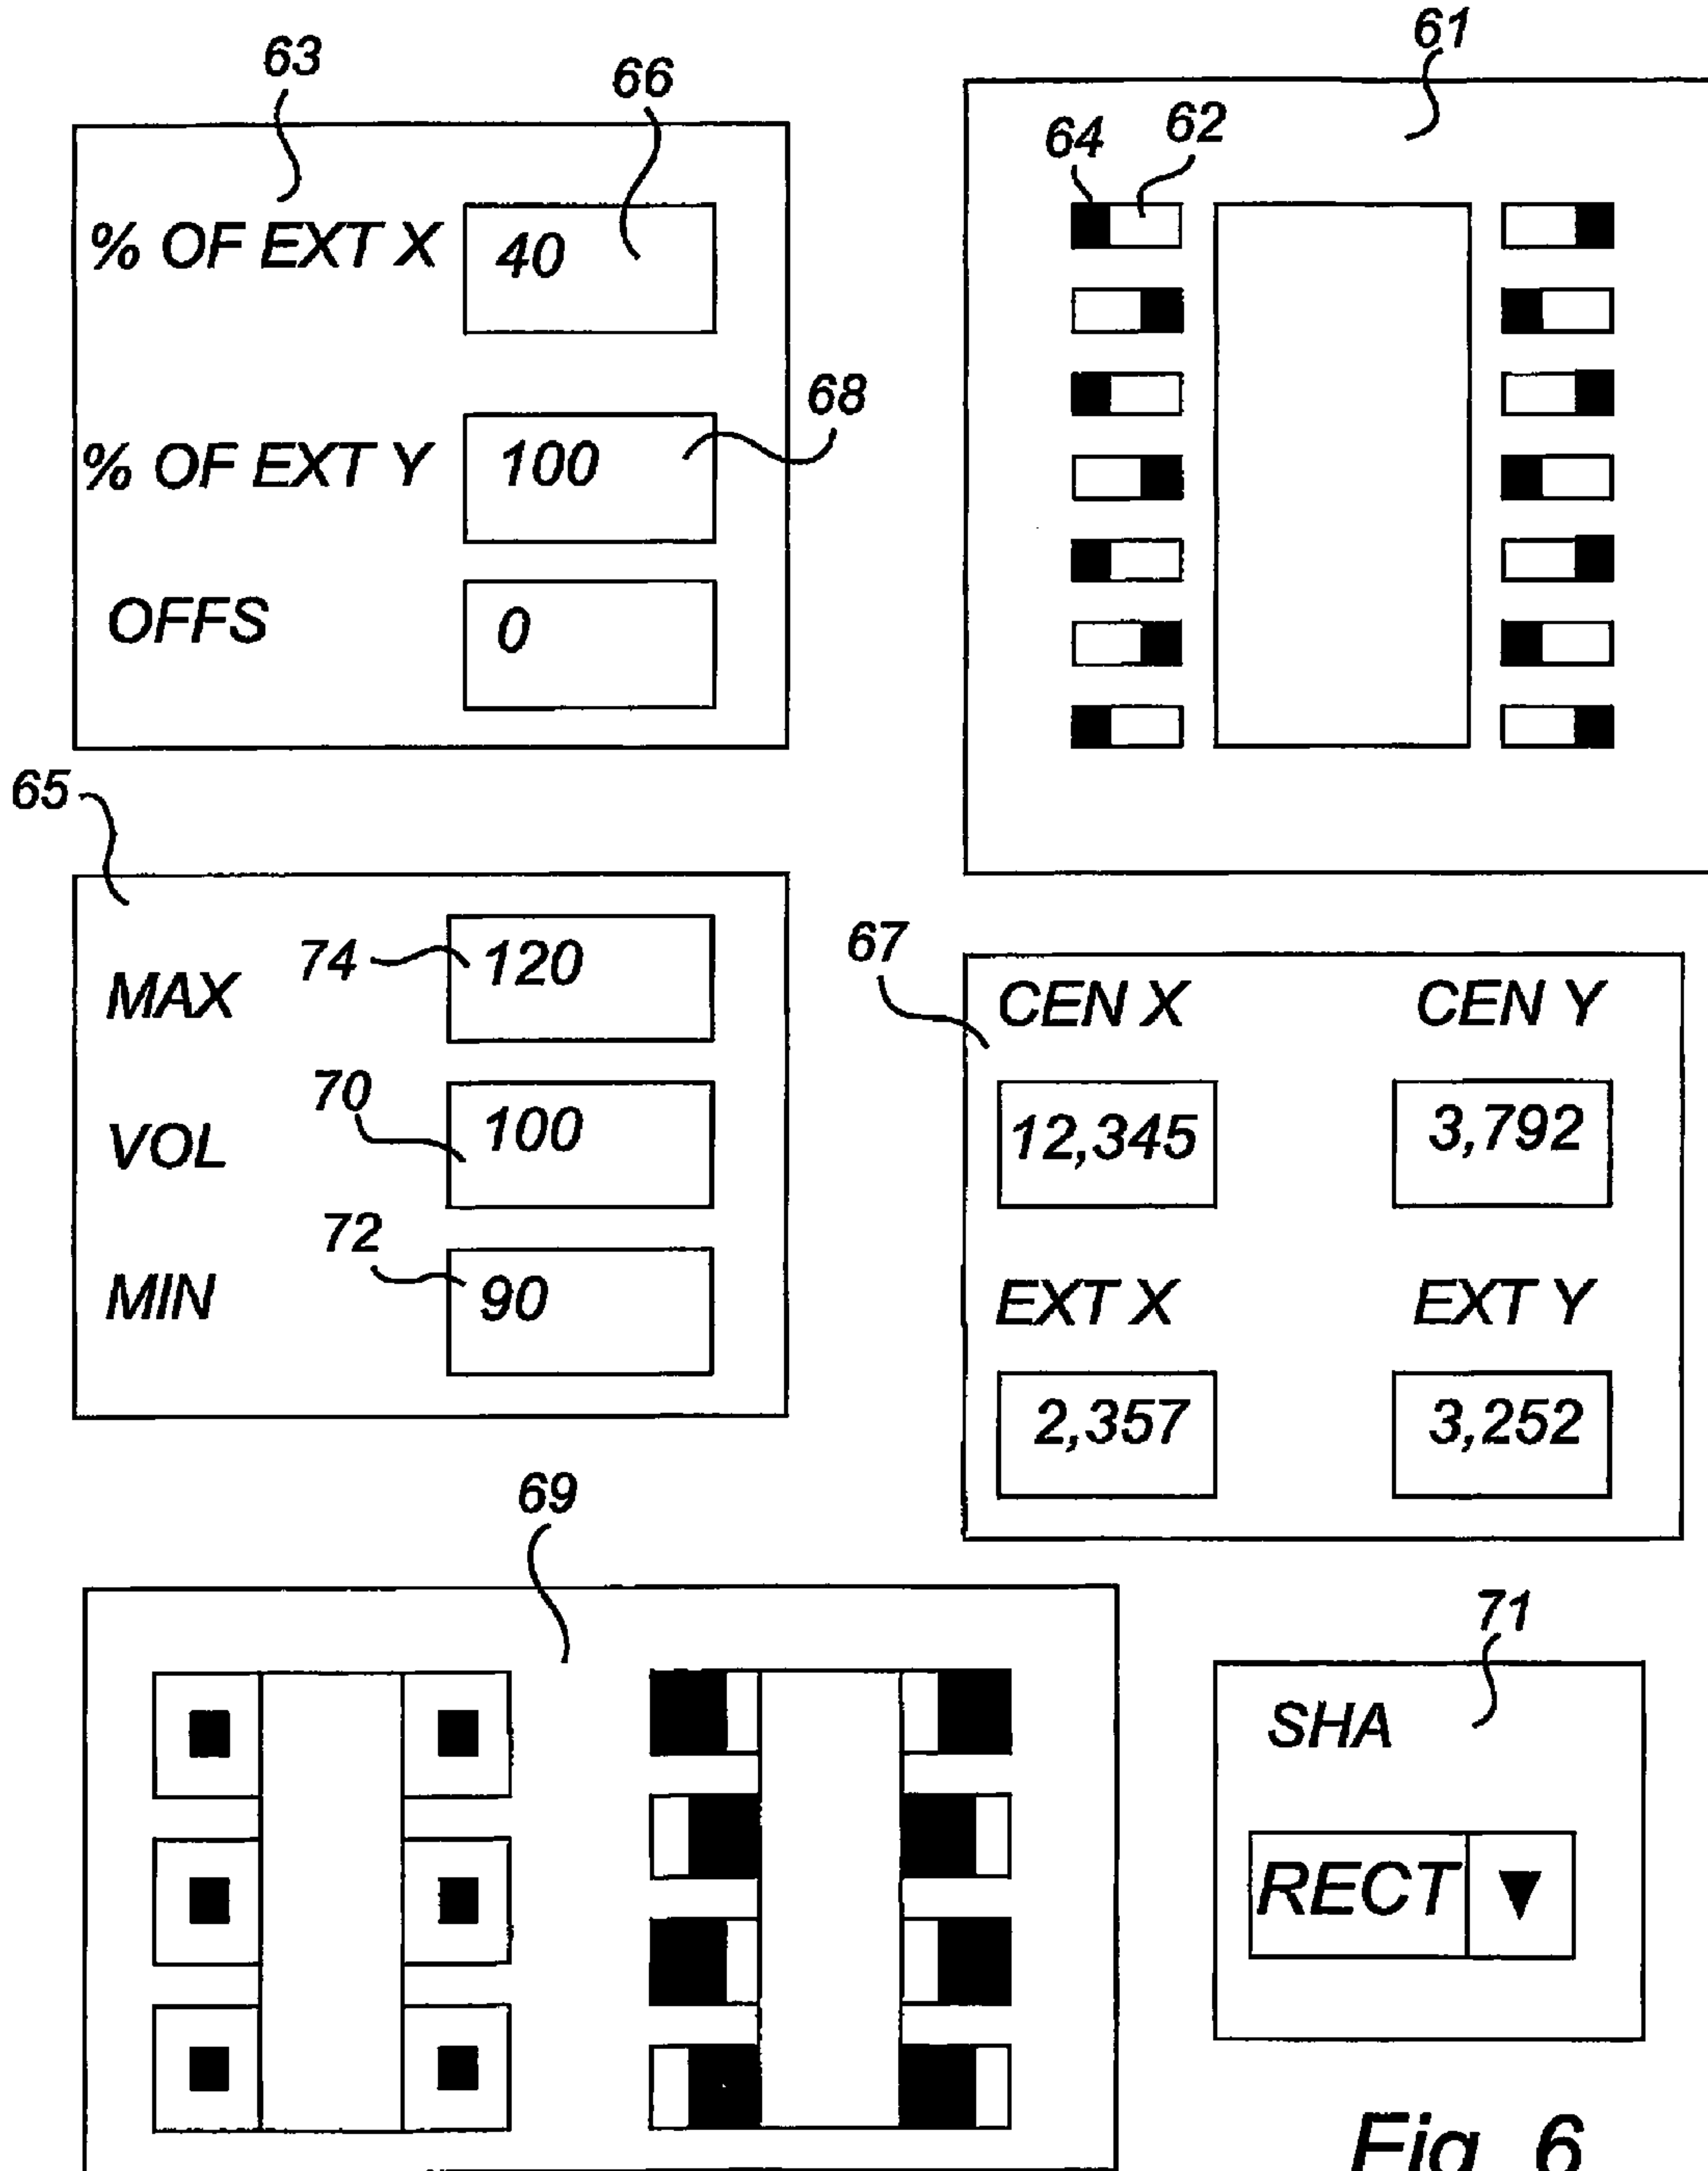 63
66
% OF EXT X 40
68
% OF EXT Y 100
OFFS 0
61
64 62
65
74
MAX 120
70
VOL 100
72
MIN 90
67
CEN X CEN Y
12,345 3,792
EXT X EXT Y
2,357 3,252
69
71
SHA
RECT ▼
Fig. 6